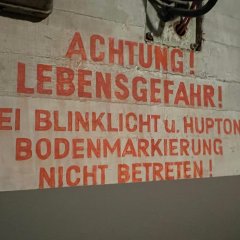 ACHTUNG!
LEBENSGEFAHR!
EI BLINKLICHT u. HUPTON
BODENMARKIERUNG
NICHT BETRETEN!